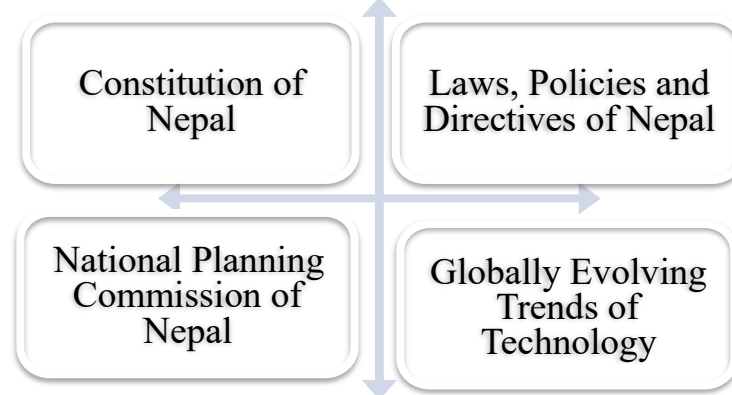 Constitution of
Nepal
Laws, Policies and
Directives of Nepal
National Planning
Commission of
Nepal
Globally Evolving
Trends of
Technology